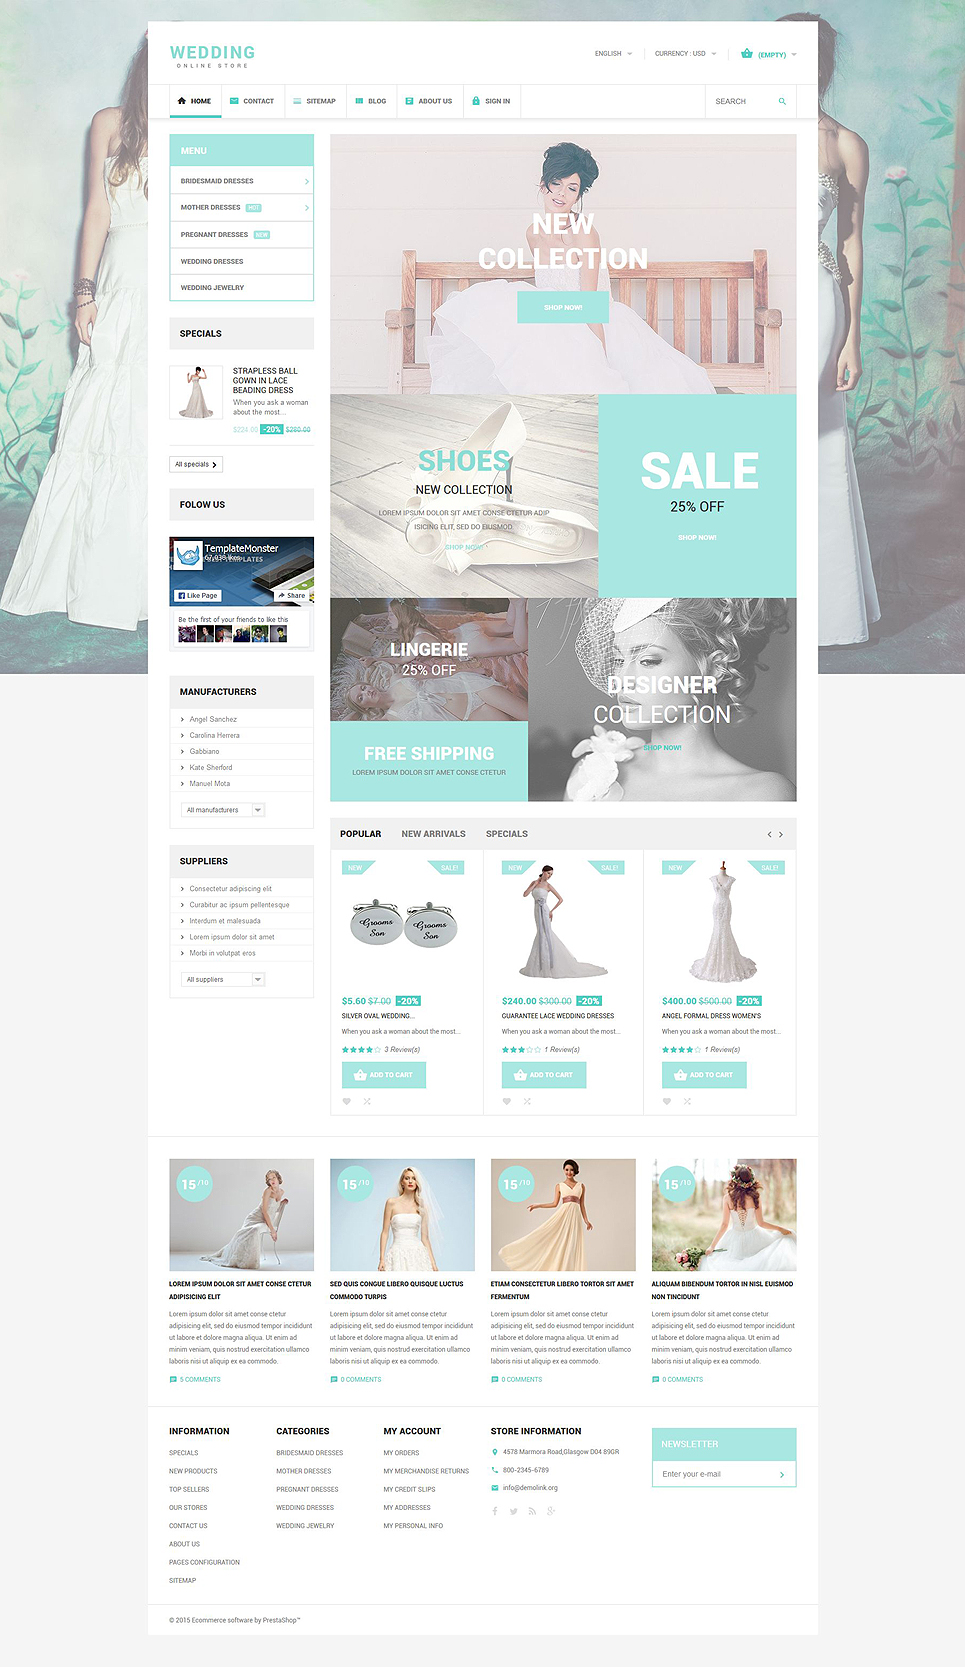 WEDDING
ONLINE STORE
ENGLISH
CURRENCY : USD
(EMPTY)
HOME
CONTACT
SITEMAP
BLOG
ABOUT US
SIGN IN
SEARCH
MENU
BRIDESMAID DRESSES
MOTHER DRESSES HOT
PREGNANT DRESSES NEW
WEDDING DRESSES
WEDDING JEWELRY
SPECIALS
STRAPLESS BALL
GOWN IN LACE
BEADING DRESS
When you ask a woman
about the most...
$224.00 -20% $280.00
All specials
FOLOW US
TemplateMonster
Like Page
Share
Be the first of your friends to like this
MANUFACTURERS
Angel Sanchez
Carolina Herrera
Gabbiano
Kate Sherford
Manuel Mota
All manufacturers
SUPPLIERS
Consectetur adipiscing elit
Curabitur ac ipsum pellentesque
Interdum et malesuada
Lorem ipsum dolor sit amet
Morbi in volutpat eros
All suppliers
NEW
COLLECTION
SHOP NOW!
SHOES
NEW COLLECTION
LOREM IPSUM DOLOR SIT AMET CONSE CTETUR ADIP
ISICING ELIT, SED DO EIUSMOD.
SHOP NOW!
SALE
25% OFF
SHOP NOW!
LINGERIE
25% OFF
FREE SHIPPING
LOREM IPSUM DOLOR SIT AMET CONSE CTETUR
DESIGNER
COLLECTION
SHOP NOW!
POPULAR
NEW ARRIVALS
SPECIALS
NEW
SALE!
Grooms
Son
Grooms
Son
$5.60 $7.00 -20%
SILVER OVAL WEDDING...
When you ask a woman about the most...
3 Review(s)
ADD TO CART
NEW
SALE!
$240.00 $300.00 -20%
GUARANTEE LACE WEDDING DRESSES
When you ask a woman about the most...
1 Review(s)
ADD TO CART
NEW
SALE!
$400.00 $500.00 -20%
ANGEL FORMAL DRESS WOMEN'S
When you ask a woman about the most...
1 Review(s)
ADD TO CART
15 /10
LOREM IPSUM DOLOR SIT AMET CONSE CTETUR
ADIPISICING ELIT
Lorem ipsum dolor sit amet conse ctetur
adipisicing elit, sed do eiusmod tempor incididunt
ut labore et dolore magna aliqua. Ut enim ad
minim veniam, quis nostrud exercitation ullamco
laboris nisi ut aliquip ex ea commodo.
5 COMMENTS
15 /10
SED QUIS CONGUE LIBERO QUISQUE LUCTUS
COMMODO TURPIS
Lorem ipsum dolor sit amet conse ctetur
adipisicing elit, sed do eiusmod tempor incididunt
ut labore et dolore magna aliqua. Ut enim ad
minim veniam, quis nostrud exercitation ullamco
laboris nisi ut aliquip ex ea commodo.
0 COMMENTS
15 /10
ETIAM CONSECTETUR LIBERO TORTOR SIT AMET
FERMENTUM
Lorem ipsum dolor sit amet conse ctetur
adipisicing elit, sed do eiusmod tempor incididunt
ut labore et dolore magna aliqua. Ut enim ad
minim veniam, quis nostrud exercitation ullamco
laboris nisi ut aliquip ex ea commodo.
0 COMMENTS
15 /10
ALIQUAM BIBENDUM TORTOR IN NISL EUISMOD
NON TINCIDUNT
Lorem ipsum dolor sit amet conse ctetur
adipisicing elit, sed do eiusmod tempor incididunt
ut labore et dolore magna aliqua. Ut enim ad
minim veniam, quis nostrud exercitation ullamco
laboris nisi ut aliquip ex ea commodo.
0 COMMENTS
INFORMATION
SPECIALS
NEW PRODUCTS
TOP SELLERS
OUR STORES
CONTACT US
ABOUT US
PAGES CONFIGURATION
SITEMAP
CATEGORIES
BRIDESMAID DRESSES
MOTHER DRESSES
PREGNANT DRESSES
WEDDING DRESSES
WEDDING JEWELRY
MY ACCOUNT
MY ORDERS
MY MERCHANDISE RETURNS
MY CREDIT SLIPS
MY ADDRESSES
MY PERSONAL INFO
STORE INFORMATION
4578 Marmora Road,Glasgow D04 89GR
800-2345-6789
info@demolink.org
NEWSLETTER
Enter your e-mail
© 2015 Ecommerce software by PrestaShop™